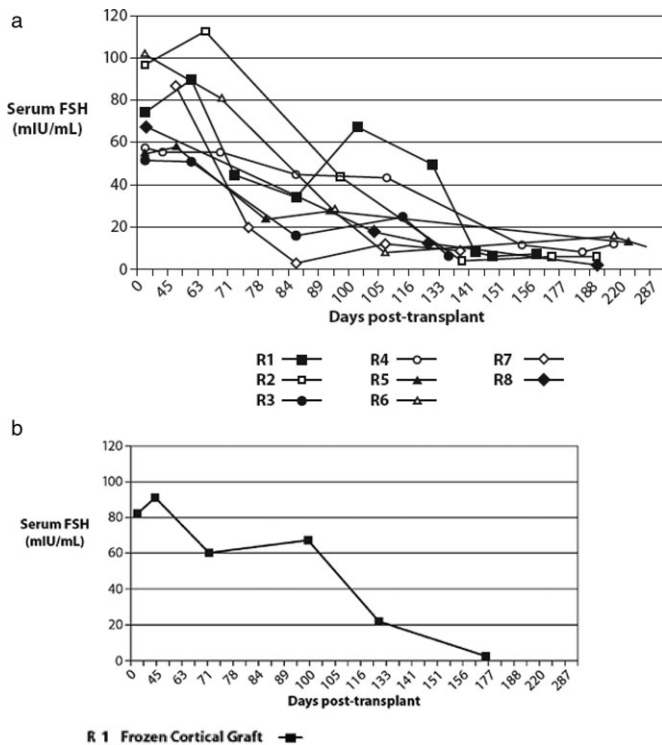 a
120
100
80
60
40
20
0
Serum FSH
(mIU/mL)
0 45 67 71 78 84 89 100 105 116 133 141 156 177 188 220 287
Days post-transplant
R1 R4 R7
R2 R5 R8
R3 R6
b
120
100
80
60
40
20
0
Serum FSH
(mIU/mL)
0 45 63 71 78 84 89 100 105 116 133 141 151 156 177 188 220 287
Days post-transplant
R 1 Frozen Cortical Graft